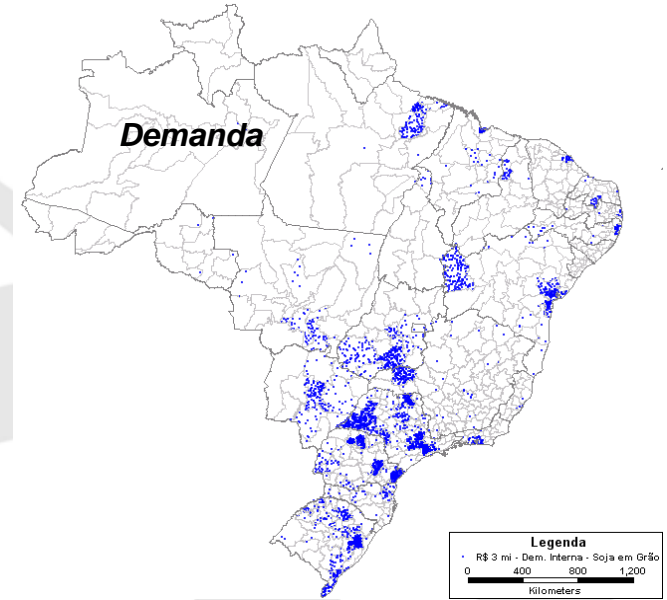 Demanda
Legenda
R$ 3 mi - Dem. Interna - Soja em Grão
0 400 800 1,200
Kilometers